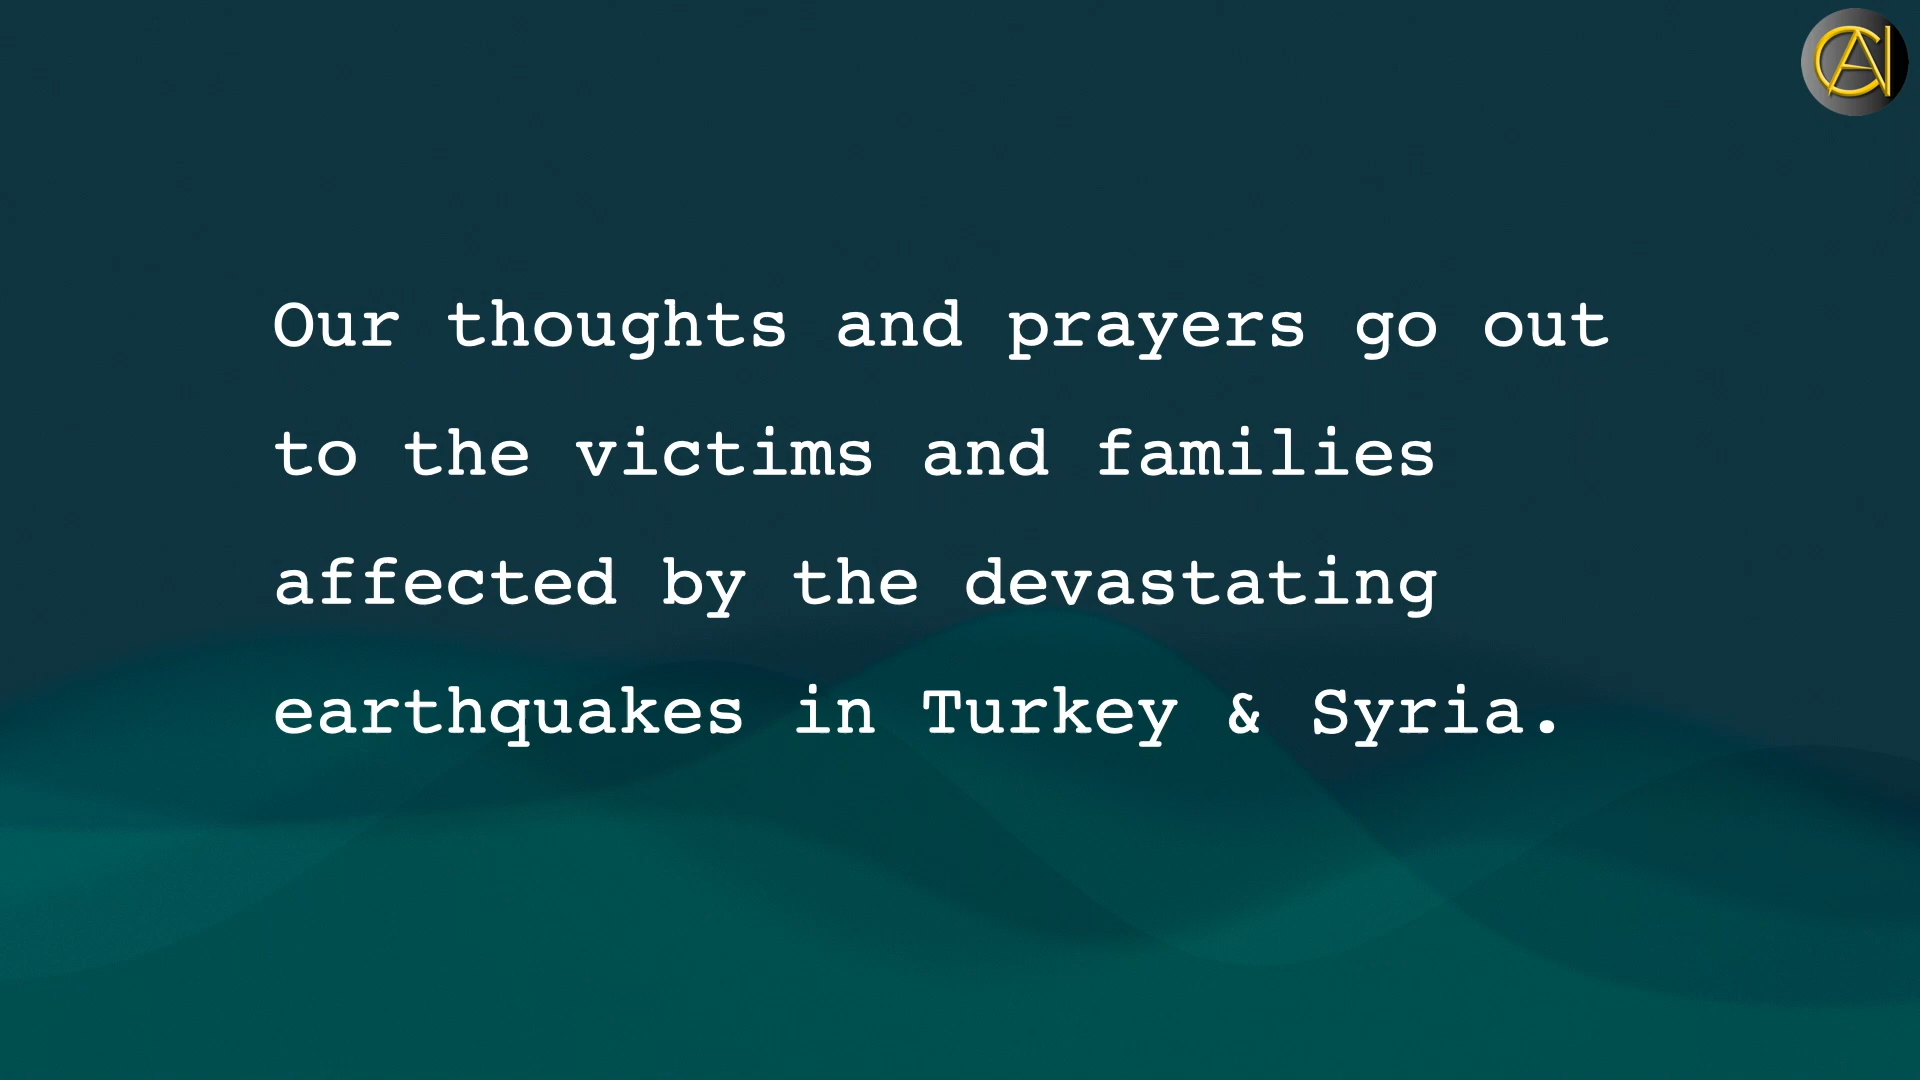 Our thoughts and prayers go out
to the victims and families
affected by the devastating
earthquakes in Turkey & Syria.